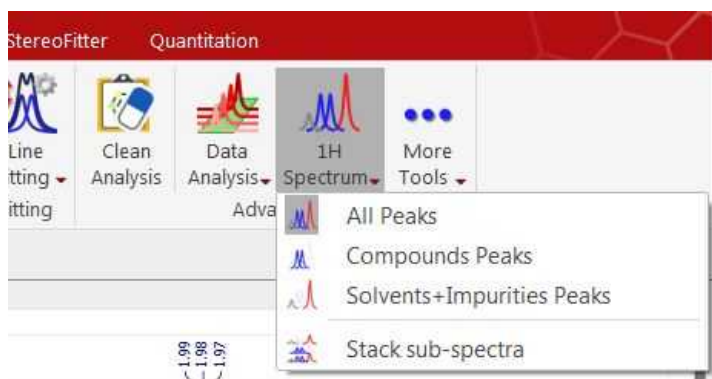 StereoFitter Quantitation
Line Clean Data 1H More
tting Analysis Analysis Spectrum Tools
itting Adva
All Peaks
Compounds Peaks
Solvents+Impurities Peaks
Stack sub-spectra
1.99
1.98
1.97